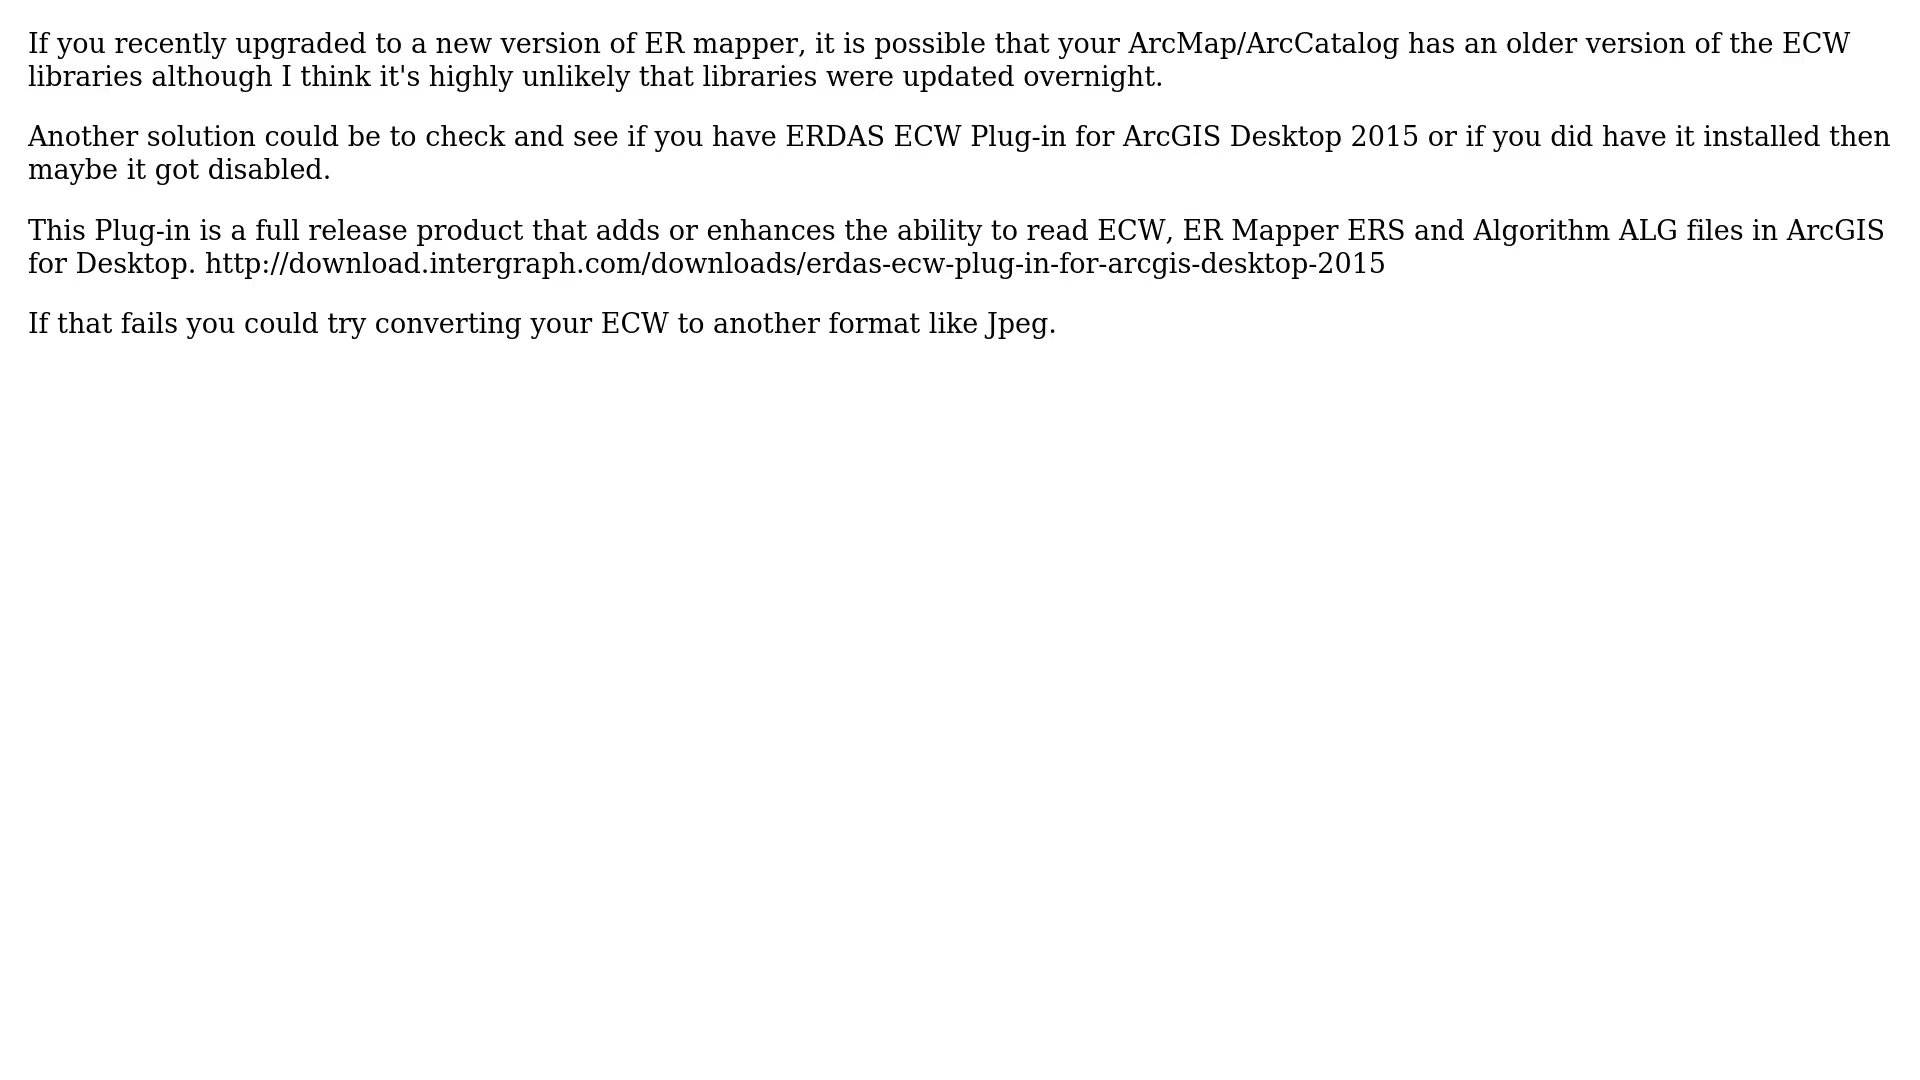 If you recently upgraded to a new version of ER mapper, it is possible that your ArcMap/ArcCatalog has an older version of the ECW
libraries although I think it's highly unlikely that libraries were updated overnight.
Another solution could be to check and see if you have ERDAS ECW Plug-in for ArcGIS Desktop 2015 or if you did have it installed then
maybe it got disabled.
This Plug-in is a full release product that adds or enhances the ability to read ECW, ER Mapper ERS and Algorithm ALG files in ArcGIS
for Desktop. http://download.intergraph.com/downloads/erdas-ecw-plug-in-for-arcgis-desktop-2015
If that fails you could try converting your ECW to another format like Jpeg.